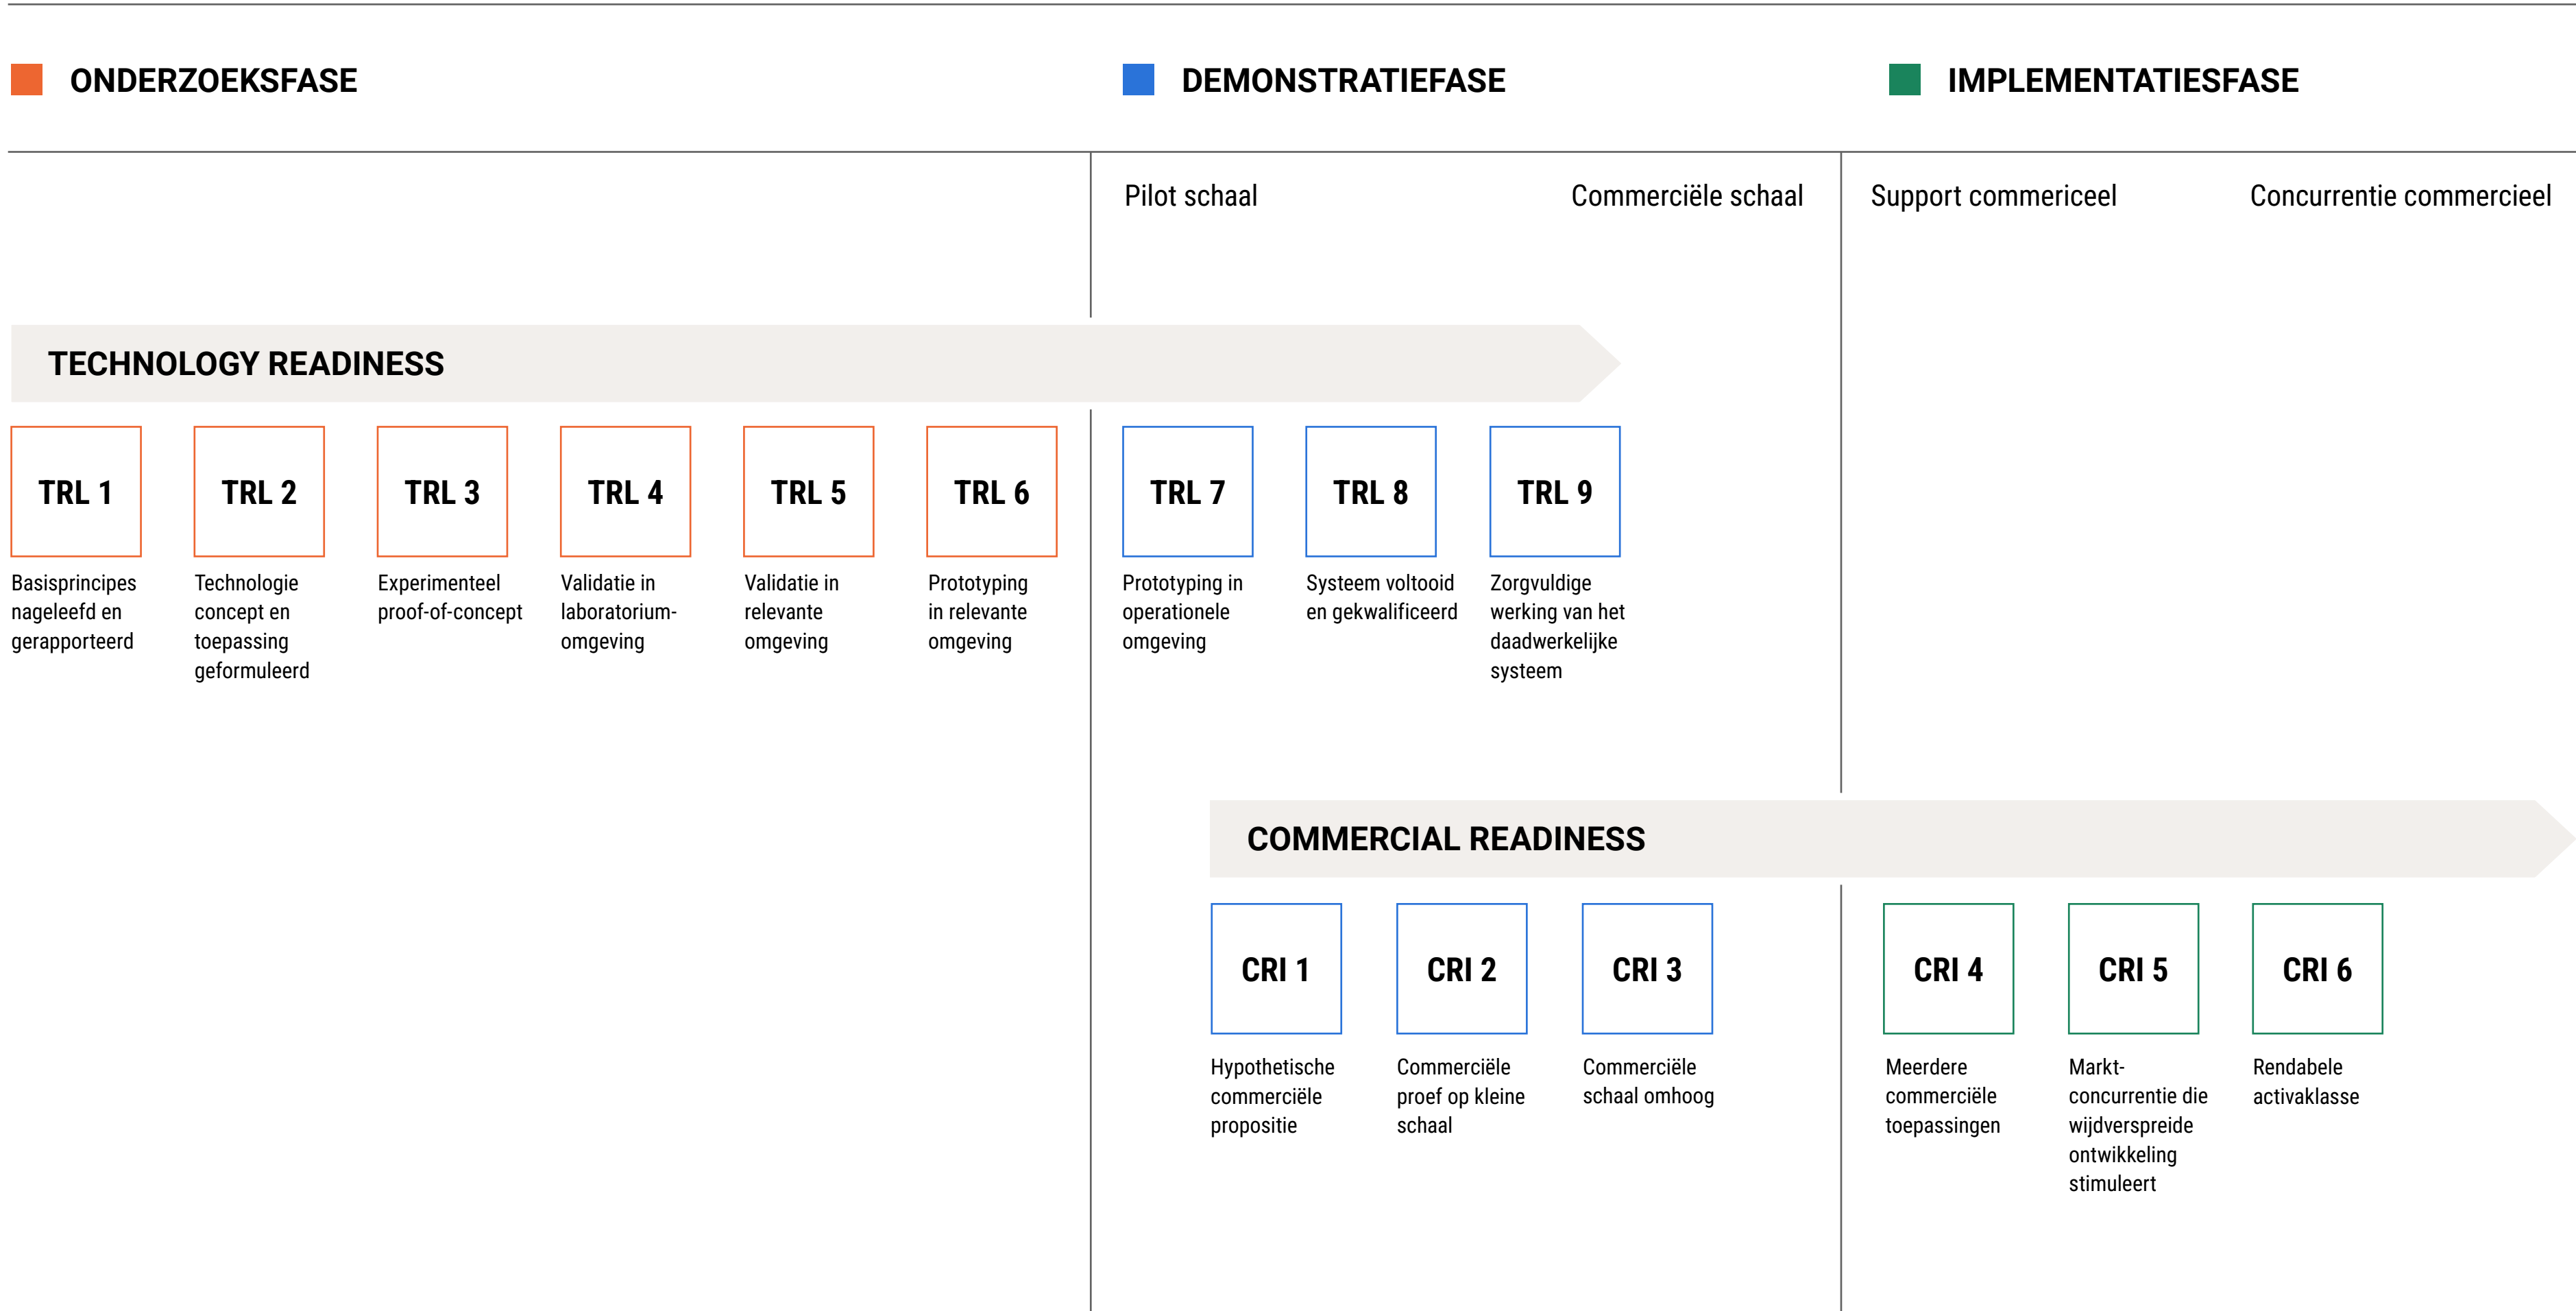 ONDERZOEKSFASE
DEMONSTRATIEFASE
IMPLEMENTATIESFASE
Pilot schaal
Commerciële schaal
Support commericeel
Concurrentie commercieel
TECHNOLOGY READINESS
TRL 1
Basisprincipes
nageleefd en
gerapporteerd
TRL 2
Technologie
concept en
toepassing
geformuleerd
TRL 3
Experimenteel
proof-of-concept
TRL 4
Validatie in
laboratorium-
omgeving
TRL 5
Validatie in
relevante
omgeving
TRL 6
Prototyping
in relevante
omgeving
TRL 7
Prototyping in
operationele
omgeving
TRL 8
Systeem voltooid
en gekwalificeerd
TRL 9
Zorgvuldige
werking van het
daadwerkelijke
systeem
COMMERCIAL READINESS
CRI 1
Hypothetische
commerciële
propositie
CRI 2
Commerciële
proef op kleine
schaal
CRI 3
Commerciële
schaal omhoog
CRI 4
Meerdere
commerciële
toepassingen
CRI 5
Markt-
concurrentie die
wijdverspreide
ontwikkeling
stimuleert
CRI 6
Rendabele
activaklasse